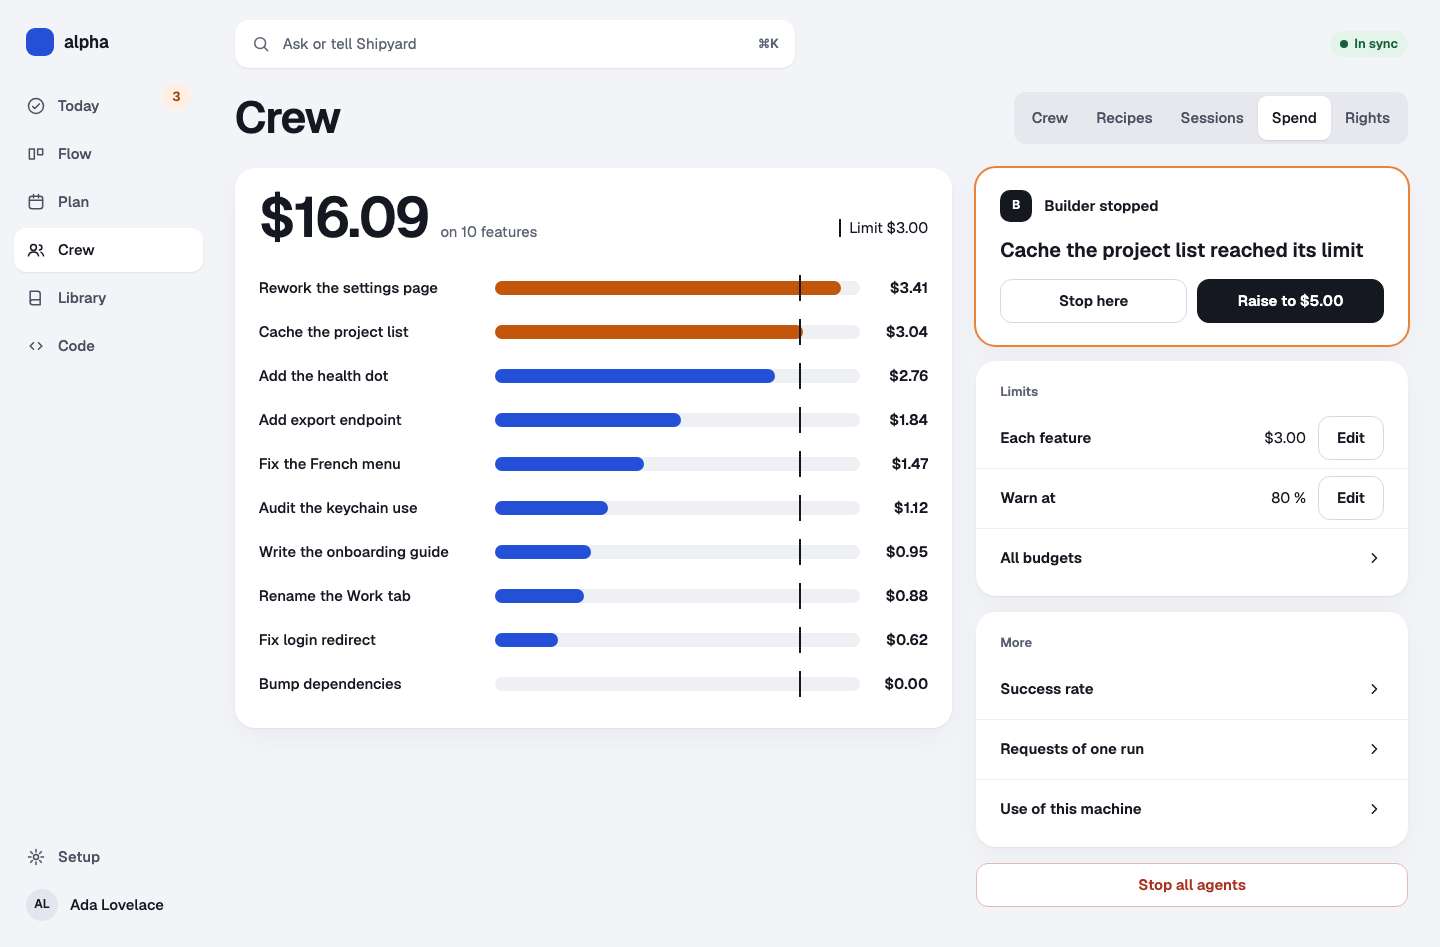 alpha
Ask or tell Shipyard
⌘K
In sync
Today
3
Flow
Plan
Crew
Library
Code
Setup
AL
Ada Lovelace
Crew
Crew
Recipes
Sessions
Spend
Rights
$16.09 on 10 features
Limit $3.00
Rework the settings page $3.41
Cache the project list $3.04
Add the health dot $2.76
Add export endpoint $1.84
Fix the French menu $1.47
Audit the keychain use $1.12
Write the onboarding guide $0.95
Rename the Work tab $0.88
Fix login redirect $0.62
Bump dependencies $0.00
B
Builder stopped
Cache the project list reached its limit
Stop here
Raise to $5.00
Limits
Each feature $3.00 Edit
Warn at 80 % Edit
All budgets
More
Success rate
Requests of one run
Use of this machine
Stop all agents